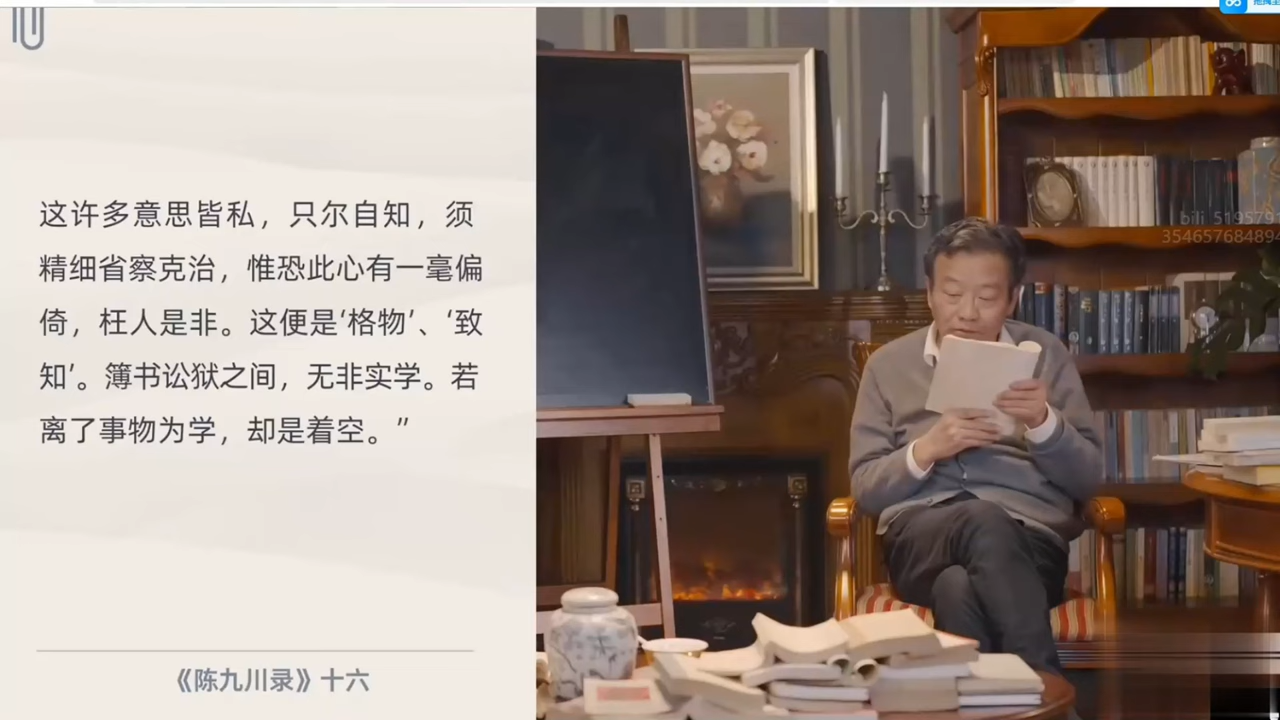 这许多意思皆私，只尔自知，须
精细省察克治，惟恐此心有一毫偏
倚，枉人是非。这便是‘格物’、‘致
知’。簿书讼狱之间，无非实学。若
离了事物为学，却是着空。”
《陈九川录》十六
bili_519579
354657684894